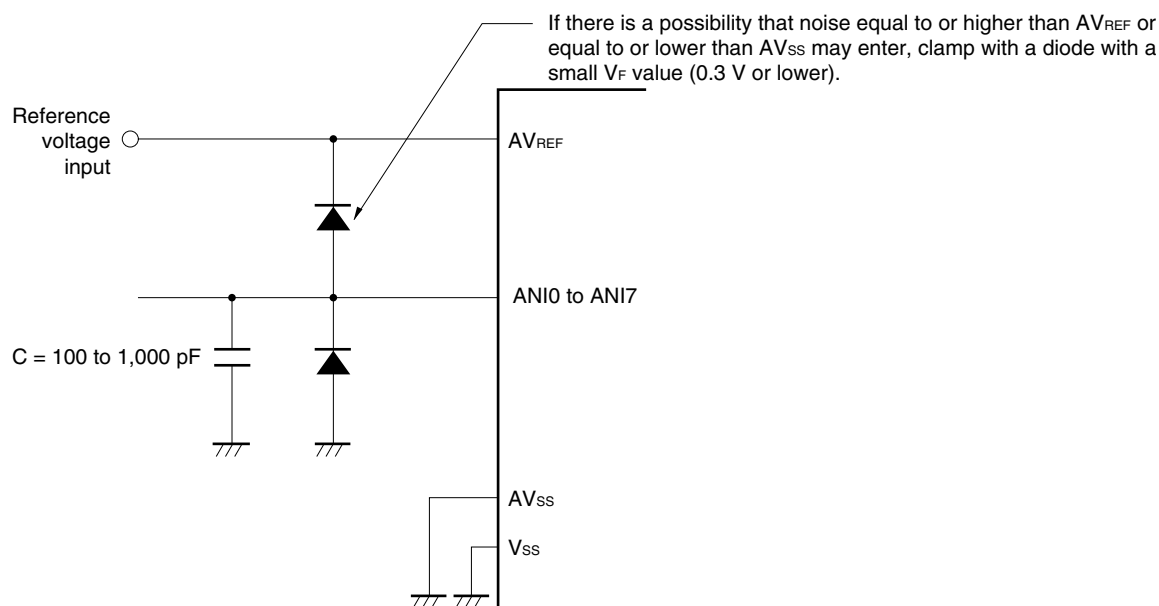 If there is a possibility that noise equal to or higher than AVREF or
equal to or lower than AVSS may enter, clamp with a diode with a
small VF value (0.3 V or lower).
Reference
voltage
input
AVREF
ANI0 to ANI7
C = 100 to 1,000 pF
AVSS
VSS